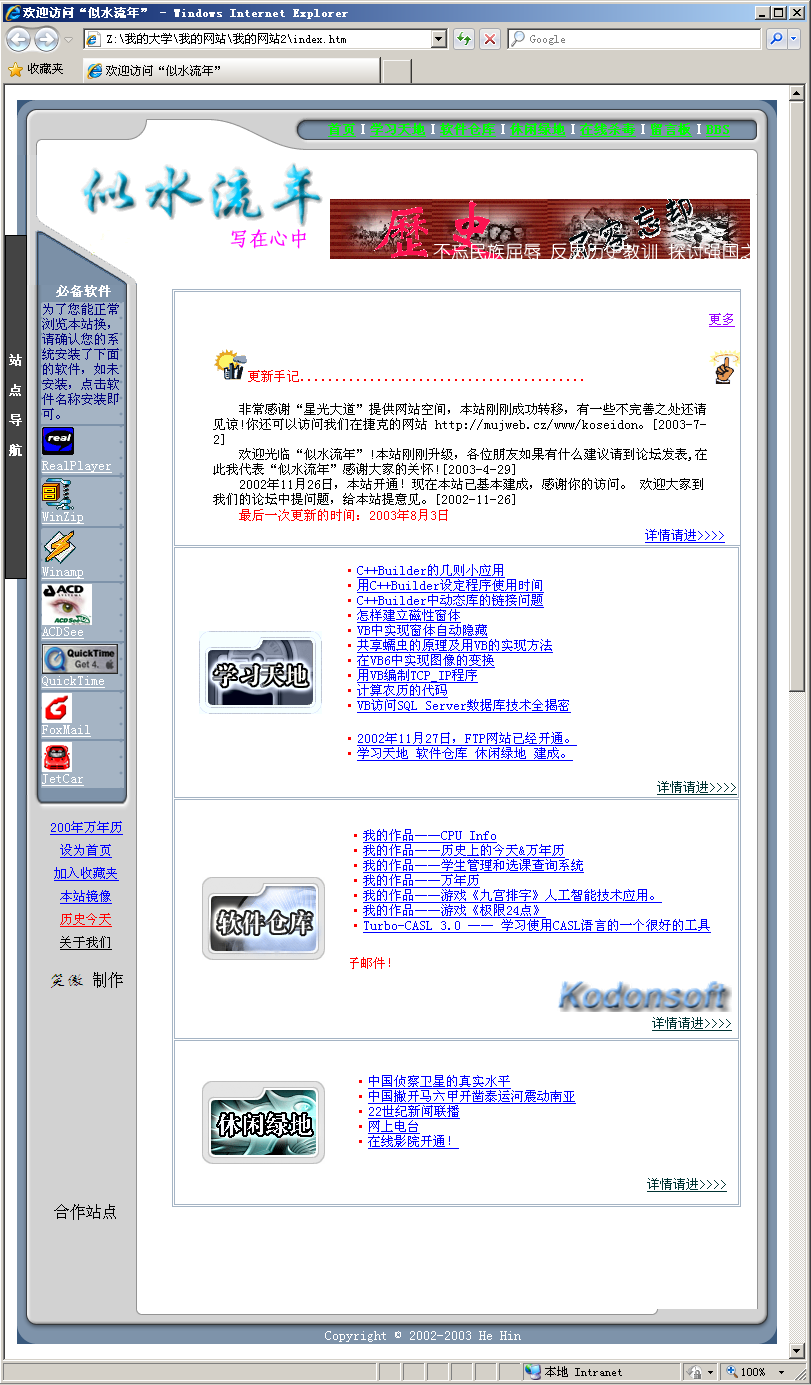 欢迎访问“似水流年” - Windows Internet Explorer
Z:\我的大学\我的网站\我的网站2\index.htm
Google
收藏夹
欢迎访问“似水流年”
I I I I I I
似水流年
写在心中
歷史
不忘民族屈辱 反思历史教训 探讨强国之
站点导航
必备软件
为了您能正常
浏览本站换,
请确认您的系
统安装了下面
的软件，如未
安装，点击软
件名称安装即
可。
real
RealPlayer
WinZip
Winamp
ACD
ACDSee
ACDSee
QuickTime
Get 4.
QuickTime
FoxMail
JetCar
200年万年历
设为首页
加入收藏夹
本站镜像
历史今天
关于我们
笑傲 制作
合作站点
更多
更新手记......................................
非常感谢“星光大道”提供网站空间，本站刚刚成功转移，有一些不完善之处还请
见谅!你还可以访问我们在捷克的网站 http://mujweb.cz/www/koseidon。[2003-7-
2]
欢迎光临“似水流年”!本站刚刚升级，各位朋友如果有什么建议请到论坛发表,在
此我代表“似水流年”感谢大家的关怀![2003-4-29]
2002年11月26日，本站开通！现在本站已基本建成，感谢你的访问。 欢迎大家到
我们的论坛中提问题，给本站提意见。[2002-11-26]
最后一次更新的时间：2003年8月3日
详情请进>>>>
学习天地
C++Builder的几则小应用
用C++Builder设定程序使用时间
C++Builder中动态库的链接问题
怎样建立磁性窗体
VB中实现窗体自动隐藏
共享蠕虫的原理及用VB的实现方法
在VB6中实现图像的变换
用VB编制TCP_IP程序
计算农历的代码
VB访问SQL Server数据库技术全揭密
2002年11月27日，FTP网站已经开通。
学习天地 软件仓库 休闲绿地 建成。
详情请进>>>>
软件仓库
我的作品——CPU Info
我的作品——历史上的今天&万年历
我的作品——学生管理和选课查询系统
我的作品——万年历
我的作品——游戏《九宫排字》人工智能技术应用。
我的作品——游戏《极限24点》
Turbo-CASL 3.0 —— 学习使用CASL语言的一个很好的工具
子邮件！
Kodonsoft
详情请进>>>>
休闲绿地
中国侦察卫星的真实水平
中国撇开马六甲开凿泰运河震动南亚
22世纪新闻联播
网上电台
在线影院开通！
详情请进>>>>
Copyright © 2002-2003 He Hin
本地 Intranet
100%